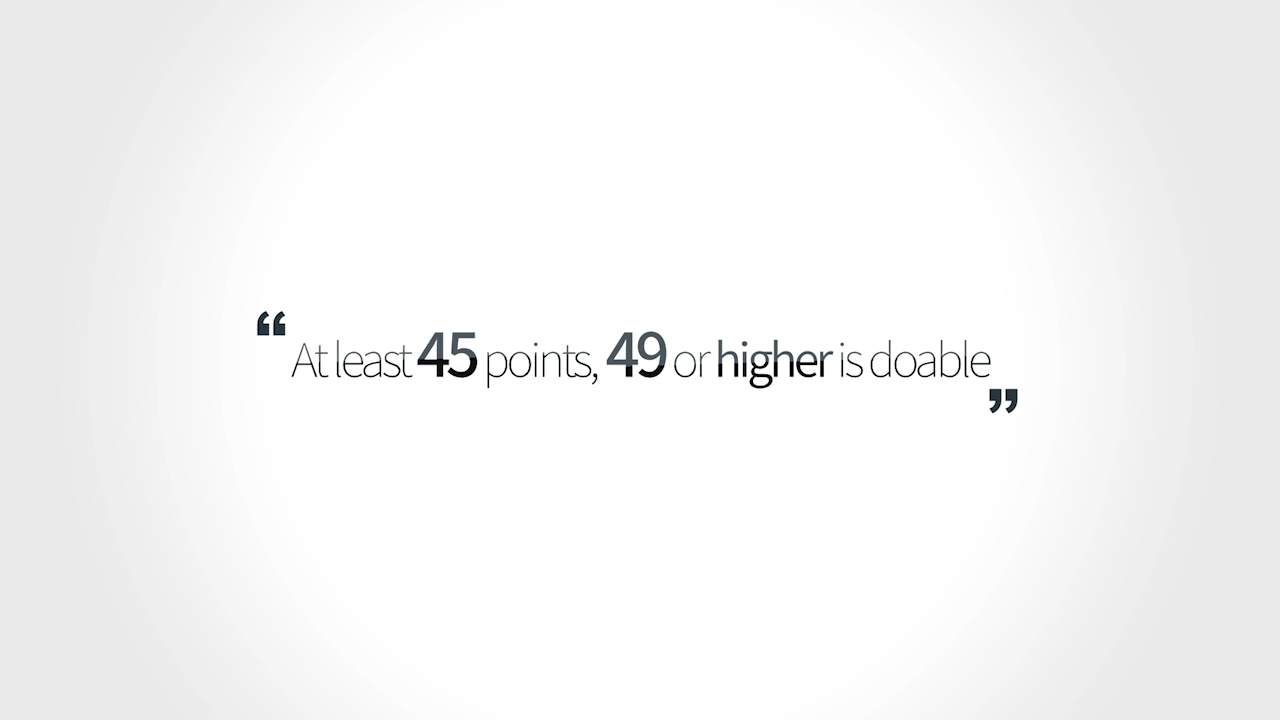 “At least 45 points, 49 or higher is doable”